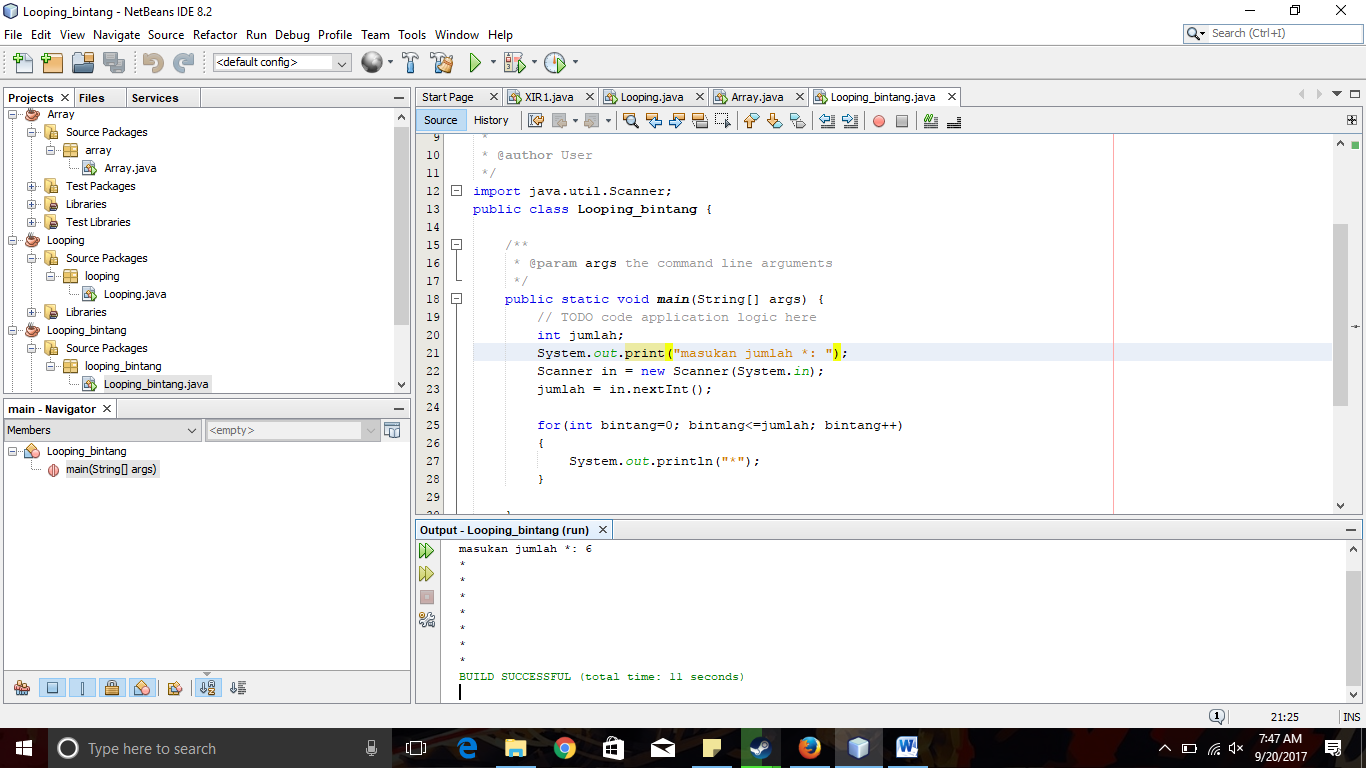 Looping_bintang - NetBeans IDE 8.2
File Edit View Navigate Source Refactor Run Debug Profile Team Tools Window Help
Search (Ctrl+I)
<default config>
Projects Files Services
Array
Source Packages
array
Array.java
Test Packages
Libraries
Test Libraries
Looping
Source Packages
looping
Looping.java
Libraries
Looping_bintang
Source Packages
looping_bintang
Looping_bintang.java
main - Navigator
Members <empty>
Looping_bintang
main(String[] args)
Start Page XIR1.java Looping.java Array.java Looping_bintang.java
Source History
9 *
10 * @author User
11 */
12 import java.util.Scanner;
13 public class Looping_bintang {
14
15 /**
16 * @param args the command line arguments
17 */
18 public static void main(String[] args) {
19 // TODO code application logic here
20 int jumlah;
21 System.out.print("masukan jumlah *: ");
22 Scanner in = new Scanner(System.in);
23 jumlah = in.nextInt();
24
25 for(int bintang=0; bintang<=jumlah; bintang++)
26 {
27 System.out.println("*");
28 }
29
Output - Looping_bintang (run)
masukan jumlah *: 6
*
*
*
*
*
*
*
BUILD SUCCESSFUL (total time: 11 seconds)
1 21:25 INS
Type here to search
7:47 AM
9/20/2017